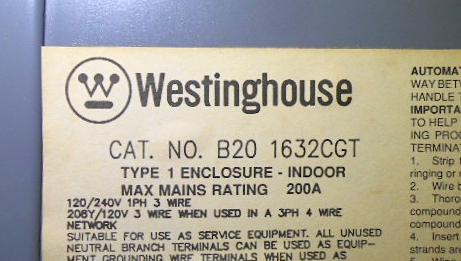 Westinghouse
CAT. NO. B20 1632CGT
TYPE 1 ENCLOSURE - INDOOR
MAX MAINS RATING 200A
120/240V 1PH 3 WIRE
208Y/120V 3 WIRE WHEN USED IN A 3PH 4 WIRE
NETWORK
SUITABLE FOR USE AS SERVICE EQUIPMENT. ALL UNUSED
NEUTRAL BRANCH TERMINALS CAN BE USED AS EQUIP-
MENT GROUNDING WIRE TERMINALS WHEN USED AS
AUTOMAT
WAY BETW
HANDLE T
IMPORTA
TO HELP
ING PROC
TERMINAT
1. Strip
ringing or
2. Wire b
3. Thoro
compound
compound
4. Insert
strands are
5.